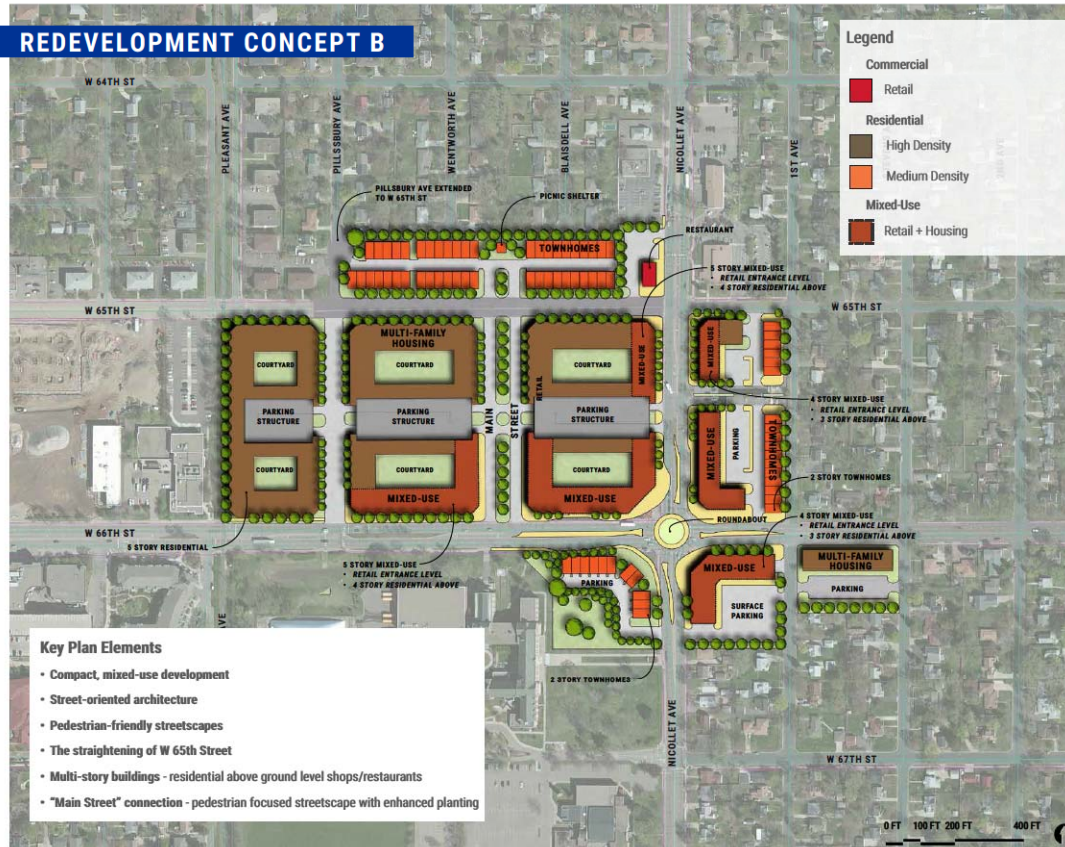 REDEVELOPMENT CONCEPT B
Legend
Commercial
Retail
Residential
High Density
Medium Density
Mixed-Use
Retail + Housing
W 64TH ST
PLEASANT AVE
PILLSBURY AVE
WENTWORTH AVE
BLAISDELL AVE
NICOLLET AVE
1ST AVE
PILLSBURY AVE EXTENDED
TO W 65TH ST
PICNIC SHELTER
TOWNHOMES
RESTAURANT
5 STORY MIXED-USE
• RETAIL ENTRANCE LEVEL
• 4 STORY RESIDENTIAL ABOVE
W 65TH ST
W 65TH ST
MULTI-FAMILY
HOUSING
COURTYARD
COURTYARD
COURTYARD
MIXED-USE
MIXED-USE
RETAIL
PARKING
STRUCTURE
PARKING
STRUCTURE
MAIN
STREET
PARKING
STRUCTURE
4 STORY MIXED-USE
• RETAIL ENTRANCE LEVEL
• 3 STORY RESIDENTIAL ABOVE
MIXED-USE
PARKING
TOWNHOMES
COURTYARD
COURTYARD
COURTYARD
MIXED-USE
MIXED-USE
2 STORY TOWNHOMES
W 66TH ST
5 STORY RESIDENTIAL
ROUNDABOUT
4 STORY MIXED-USE
• RETAIL ENTRANCE LEVEL
• 3 STORY RESIDENTIAL ABOVE
5 STORY MIXED-USE
• RETAIL ENTRANCE LEVEL
• 4 STORY RESIDENTIAL ABOVE
MULTI-FAMILY
HOUSING
MIXED-USE
PARKING
PARKING
SURFACE
PARKING
AVE
2 STORY TOWNHOMES
NICOLLET AVE
W 67TH ST
Key Plan Elements
• Compact, mixed-use development
• Street-oriented architecture
• Pedestrian-friendly streetscapes
• The straightening of W 65th Street
• Multi-story buildings - residential above ground level shops/restaurants
• "Main Street" connection - pedestrian focused streetscape with enhanced planting
0 FT 100 FT 200 FT 400 FT